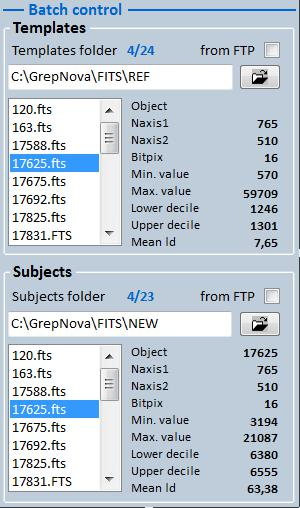 Batch control
Templates
Templates folder 4/24 from FTP
C:\GrepNova\FITS\REF
120.fts
163.fts
17588.fts
17625.fts
17675.fts
17692.fts
17825.fts
17831.FTS
Object
Naxis1 765
Naxis2 510
Bitpix 16
Min. value 570
Max. value 59709
Lower decile 1246
Upper decile 1301
Mean ld 7,65
Subjects
Subjects folder 4/23 from FTP
C:\GrepNova\FITS\NEW
120.fts
163.fts
17588.fts
17625.fts
17675.fts
17692.fts
17825.fts
17831.FTS
Object 17625
Naxis1 765
Naxis2 510
Bitpix 16
Min. value 3194
Max. value 21087
Lower decile 6380
Upper decile 6555
Mean ld 63,38